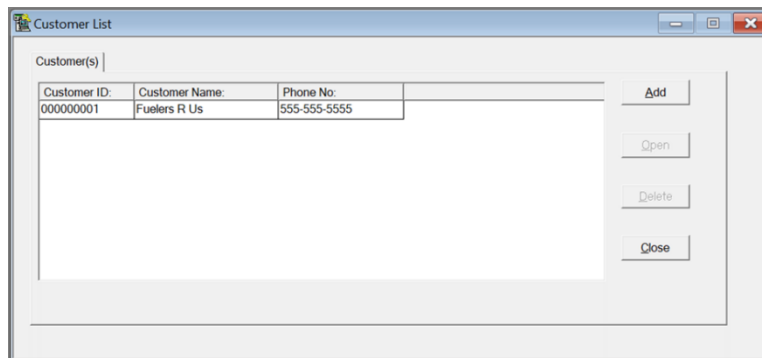 Customer List
Customer(s)
Customer ID: Customer Name: Phone No:
000000001 Fuelers R Us 555-555-5555
Add
Open
Delete
Close